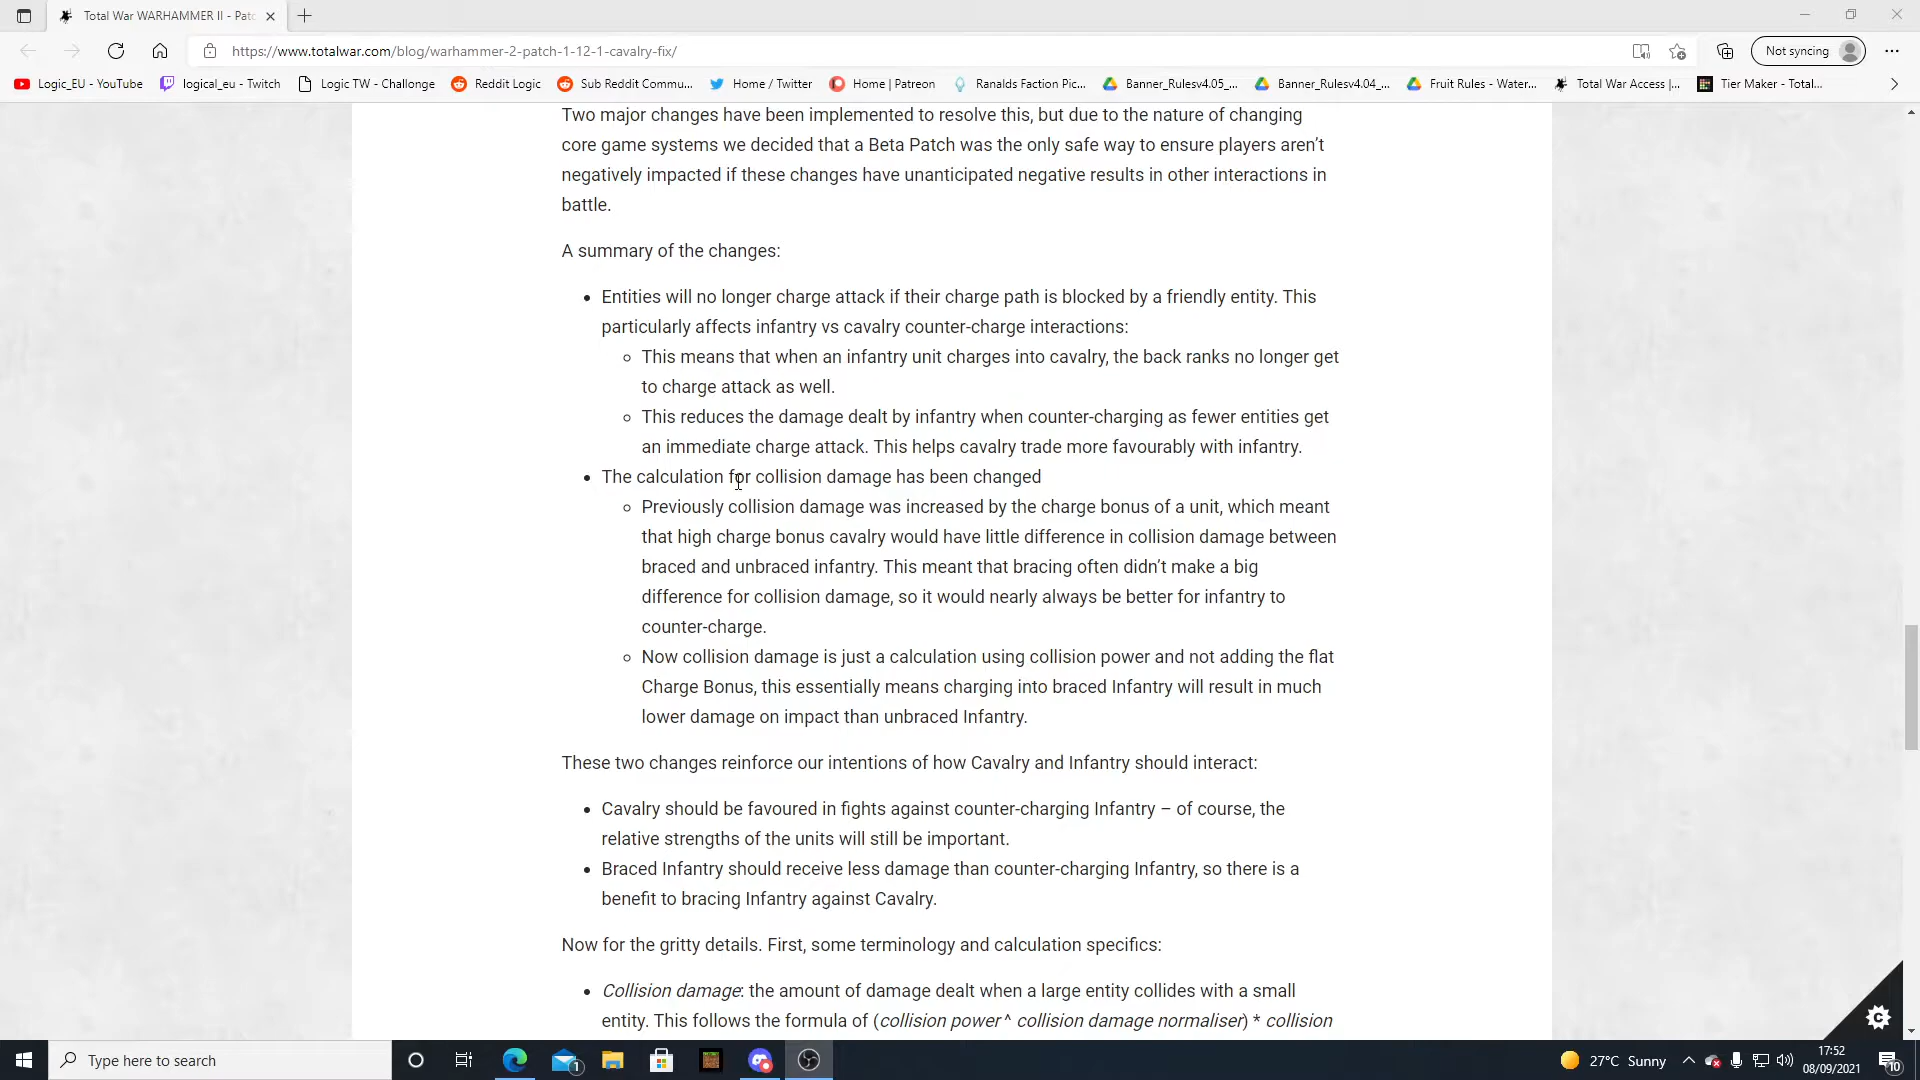 Total War WARHAMMER II - Patc
https://www.totalwar.com/blog/warhammer-2-patch-1-12-1-cavalry-fix/
Not syncing
Logic_EU - YouTube
logical_eu - Twitch
Logic TW - Challonge
Reddit Logic
Sub Reddit Commu...
Home / Twitter
Home | Patreon
Ranalds Faction Pic...
Banner_Rulesv4.05_...
Banner_Rulesv4.04_...
Fruit Rules - Water...
Total War Access |...
Tier Maker - Total...
Two major changes have been implemented to resolve this, but due to the nature of changing
core game systems we decided that a Beta Patch was the only safe way to ensure players aren’t
negatively impacted if these changes have unanticipated negative results in other interactions in
battle.
A summary of the changes:
Entities will no longer charge attack if their charge path is blocked by a friendly entity. This
particularly affects infantry vs cavalry counter-charge interactions:
This means that when an infantry unit charges into cavalry, the back ranks no longer get
to charge attack as well.
This reduces the damage dealt by infantry when counter-charging as fewer entities get
an immediate charge attack. This helps cavalry trade more favourably with infantry.
The calculation for collision damage has been changed
Previously collision damage was increased by the charge bonus of a unit, which meant
that high charge bonus cavalry would have little difference in collision damage between
braced and unbraced infantry. This meant that bracing often didn’t make a big
difference for collision damage, so it would nearly always be better for infantry to
counter-charge.
Now collision damage is just a calculation using collision power and not adding the flat
Charge Bonus, this essentially means charging into braced Infantry will result in much
lower damage on impact than unbraced Infantry.
These two changes reinforce our intentions of how Cavalry and Infantry should interact:
Cavalry should be favoured in fights against counter-charging Infantry – of course, the
relative strengths of the units will still be important.
Braced Infantry should receive less damage than counter-charging Infantry, so there is a
benefit to bracing Infantry against Cavalry.
Now for the gritty details. First, some terminology and calculation specifics:
Collision damage: the amount of damage dealt when a large entity collides with a small
entity. This follows the formula of (collision power ^ collision damage normaliser) * collision
Type here to search
1
27°C Sunny
17:52
08/09/2021
10